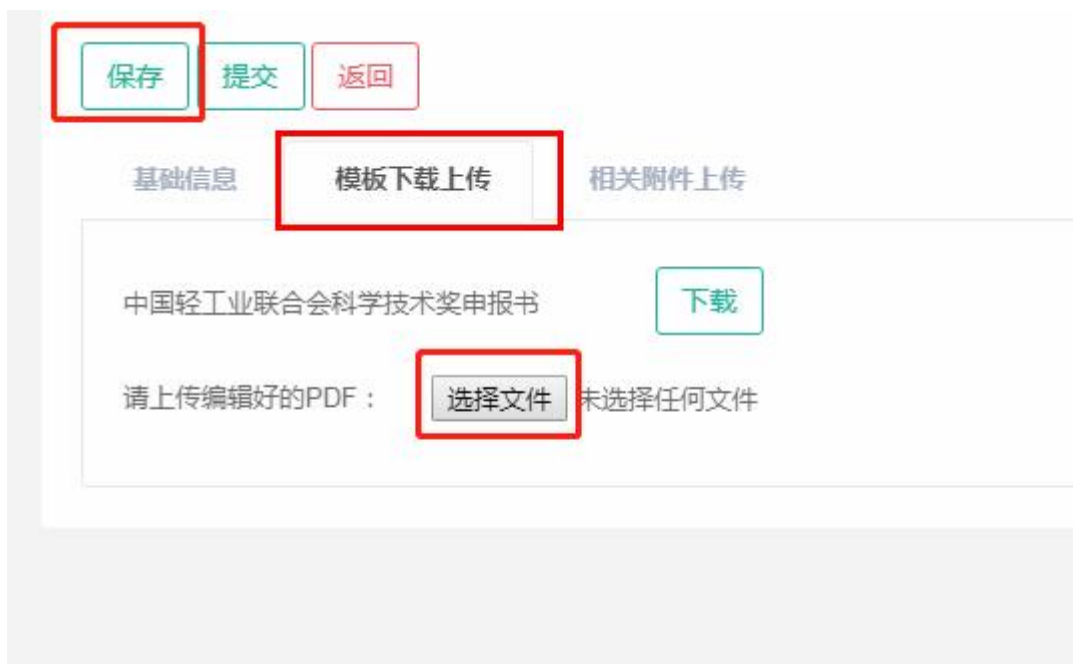 保存 提交 返回
基础信息 模板下载上传 相关附件上传
中国轻工业联合会科学技术奖申报书 下载
请上传编辑好的PDF： 选择文件 未选择任何文件